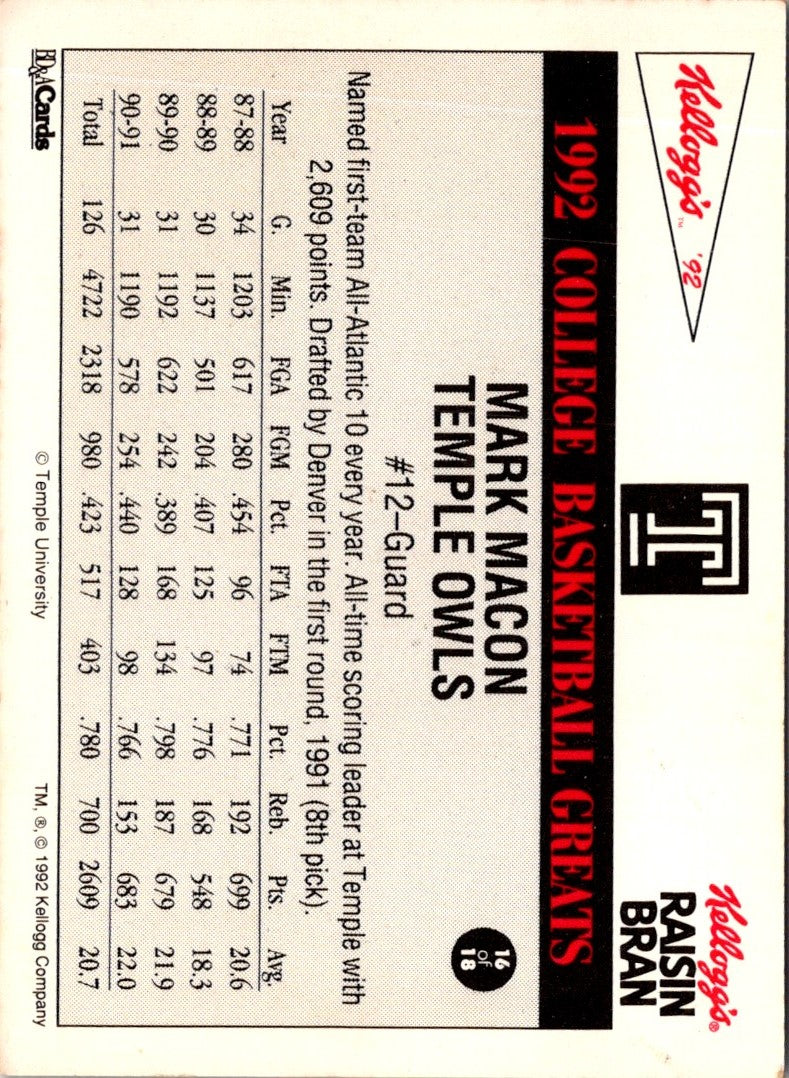 Kellogg's™ '92
T
Kellogg's®
RAISIN
BRAN
1992 COLLEGE BASKETBALL GREATS
MARK MACON
TEMPLE OWLS
#12–Guard
16
of
18
Named first-team All-Atlantic 10 every year. All-time scoring leader at Temple with
2,609 points. Drafted by Denver in the first round, 1991 (8th pick).
Year G. Min. FGA FGM Pct. FTA FTM Pct. Reb. Pts. Avg.
87-88 34 1203 617 280 .454 96 74 .771 192 699 20.6
88-89 30 1137 501 204 .407 125 97 .776 168 548 18.3
89-90 31 1192 622 242 .389 168 134 .798 187 679 21.9
90-91 31 1190 578 254 .440 128 98 .766 153 683 22.0
Total 126 4722 2318 980 .423 517 403 .780 700 2609 20.7
BD&A Cards
© Temple University
TM, ®, © 1992 Kellogg Company